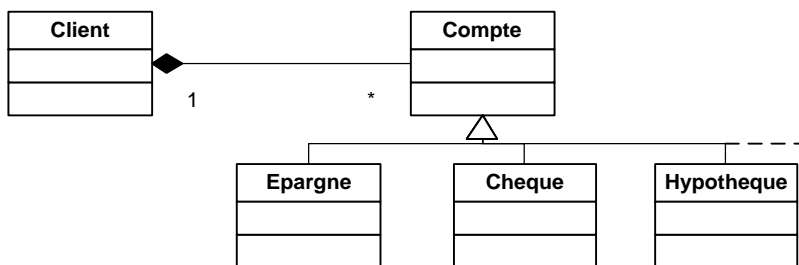 Client
Compte
1
*
Epargne
Cheque
Hypotheque